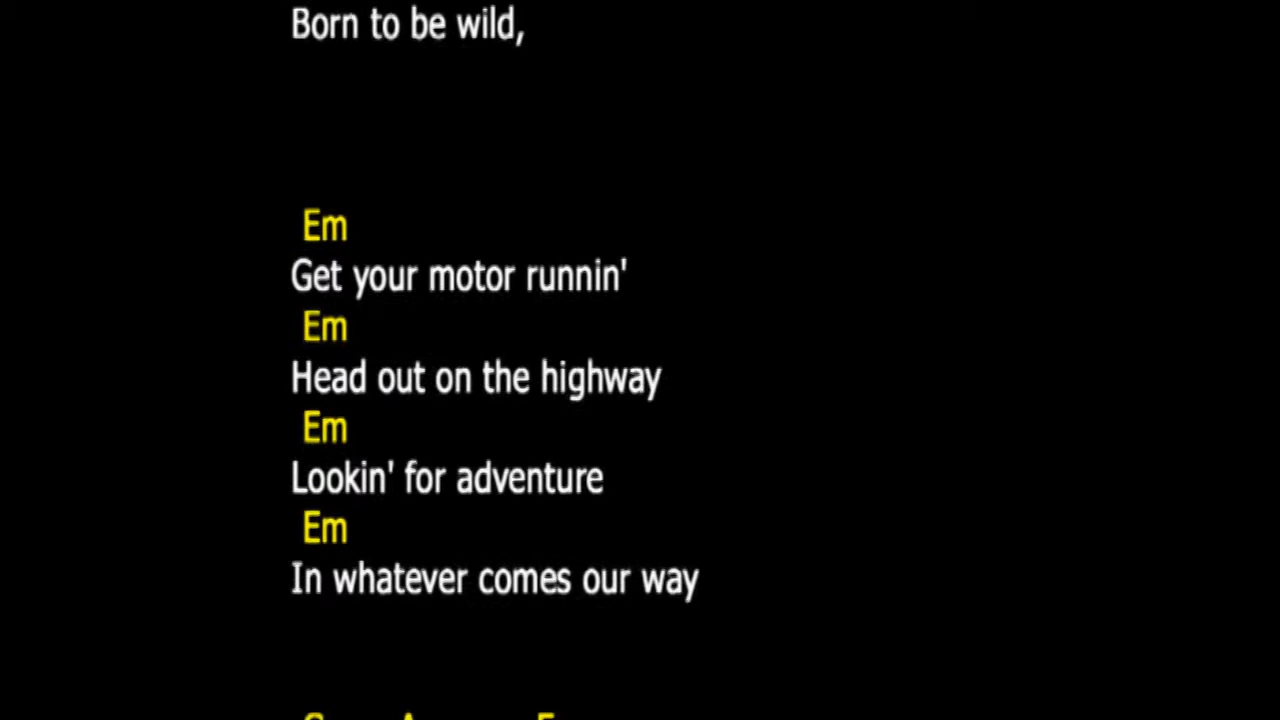 Born to be wild,
Em
Get your motor runnin'
Em
Head out on the highway
Em
Lookin' for adventure
Em
In whatever comes our way